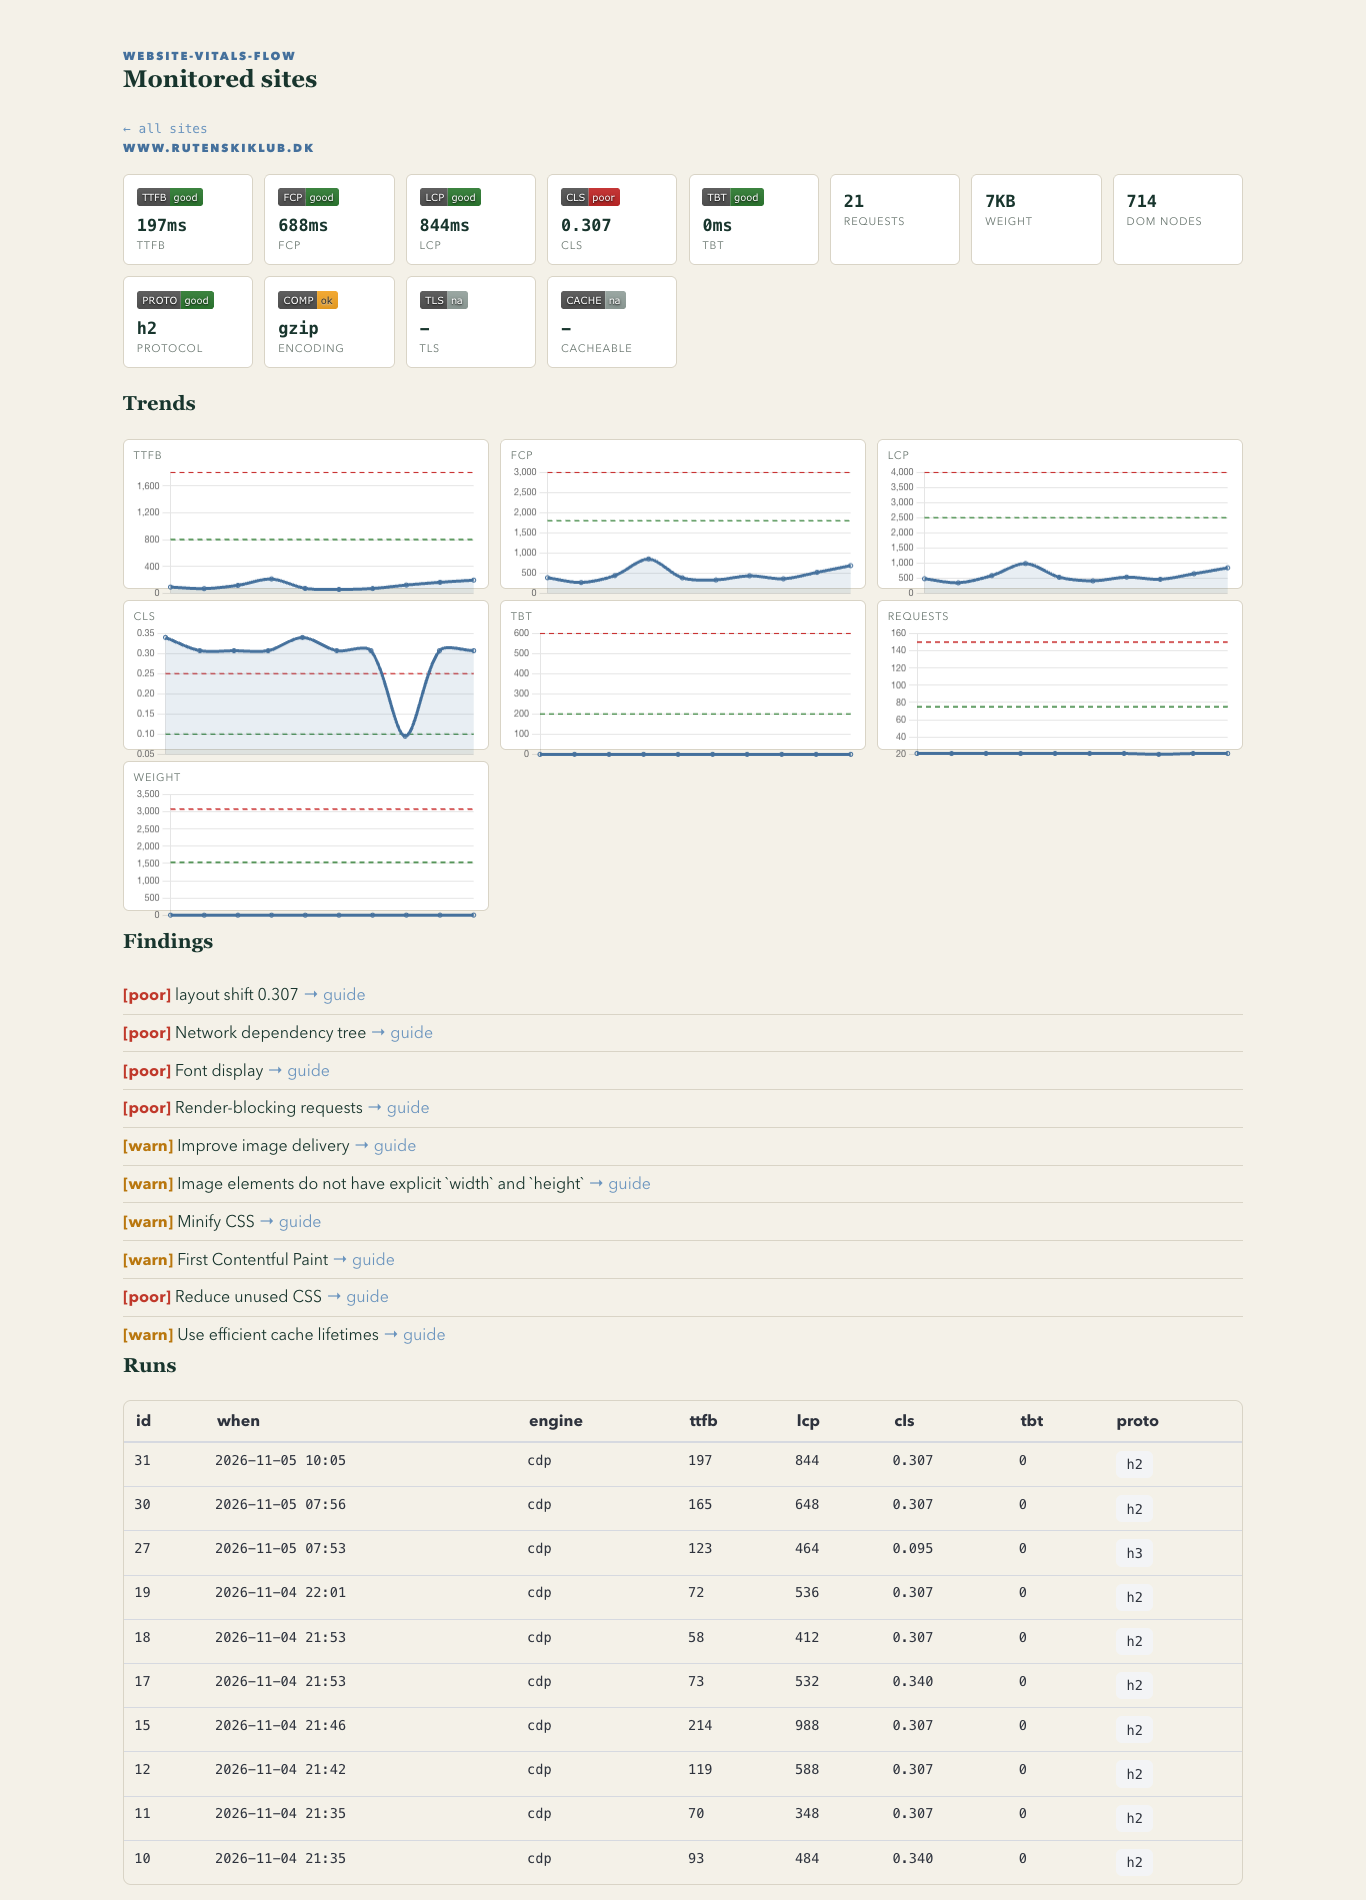 WEBSITE-VITALS-FLOW
Monitored sites
← all sites
WWW.RUTENSKIKLUB.DK
TTFB good
197ms
TTFB
FCP good
688ms
FCP
LCP good
844ms
LCP
CLS poor
0.307
CLS
TBT good
0ms
TBT
21
REQUESTS
7KB
WEIGHT
714
DOM NODES
PROTO good
h2
PROTOCOL
COMP ok
gzip
ENCODING
TLS na
–
TLS
CACHE na
–
CACHEABLE
Trends
TTFB
1,600
1,200
800
400
0
FCP
3,000
2,500
2,000
1,500
1,000
500
0
LCP
4,000
3,500
3,000
2,500
2,000
1,500
1,000
500
0
CLS
0.35
0.30
0.25
0.20
0.15
0.10
0.05
TBT
600
500
400
300
200
100
0
REQUESTS
160
140
120
100
80
60
40
20
WEIGHT
3,500
3,000
2,500
2,000
1,500
1,000
500
0
Findings
[poor] layout shift 0.307 → guide
[poor] Network dependency tree → guide
[poor] Font display → guide
[poor] Render-blocking requests → guide
[warn] Improve image delivery → guide
[warn] Image elements do not have explicit `width` and `height` → guide
[warn] Minify CSS → guide
[warn] First Contentful Paint → guide
[poor] Reduce unused CSS → guide
[warn] Use efficient cache lifetimes → guide
Runs
id when engine ttfb lcp cls tbt proto
31 2026-11-05 10:05 cdp 197 844 0.307 0 h2
30 2026-11-05 07:56 cdp 165 648 0.307 0 h2
27 2026-11-05 07:53 cdp 123 464 0.095 0 h3
19 2026-11-04 22:01 cdp 72 536 0.307 0 h2
18 2026-11-04 21:53 cdp 58 412 0.307 0 h2
17 2026-11-04 21:53 cdp 73 532 0.340 0 h2
15 2026-11-04 21:46 cdp 214 988 0.307 0 h2
12 2026-11-04 21:42 cdp 119 588 0.307 0 h2
11 2026-11-04 21:35 cdp 70 348 0.307 0 h2
10 2026-11-04 21:35 cdp 93 484 0.340 0 h2